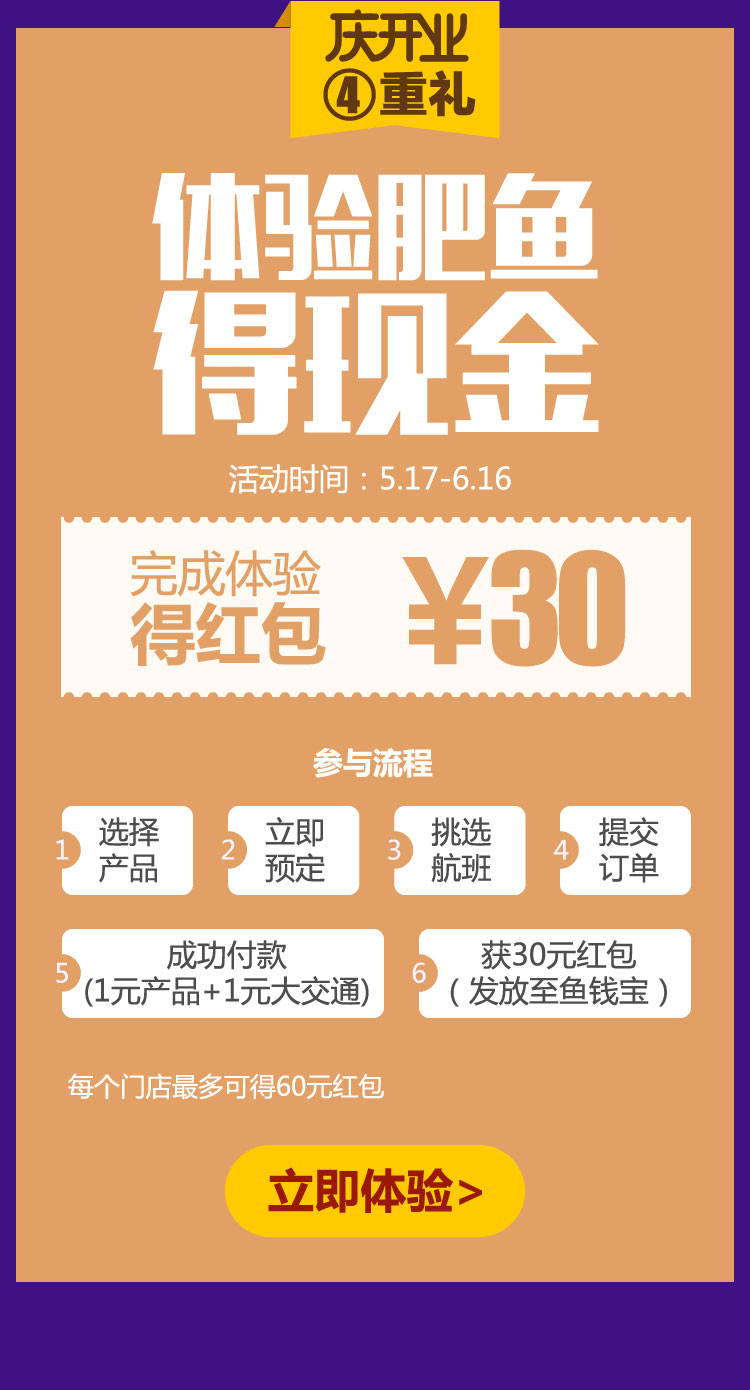 庆开业
④重礼
体验肥鱼
得现金
活动时间：5.17-6.16
完成体验
得红包
¥30
参与流程
1
选择
产品
2
立即
预定
3
挑选
航班
4
提交
订单
5
成功付款
(1元产品+1元大交通)
6
获30元红包
（发放至鱼钱宝）
每个门店最多可得60元红包
立即体验>